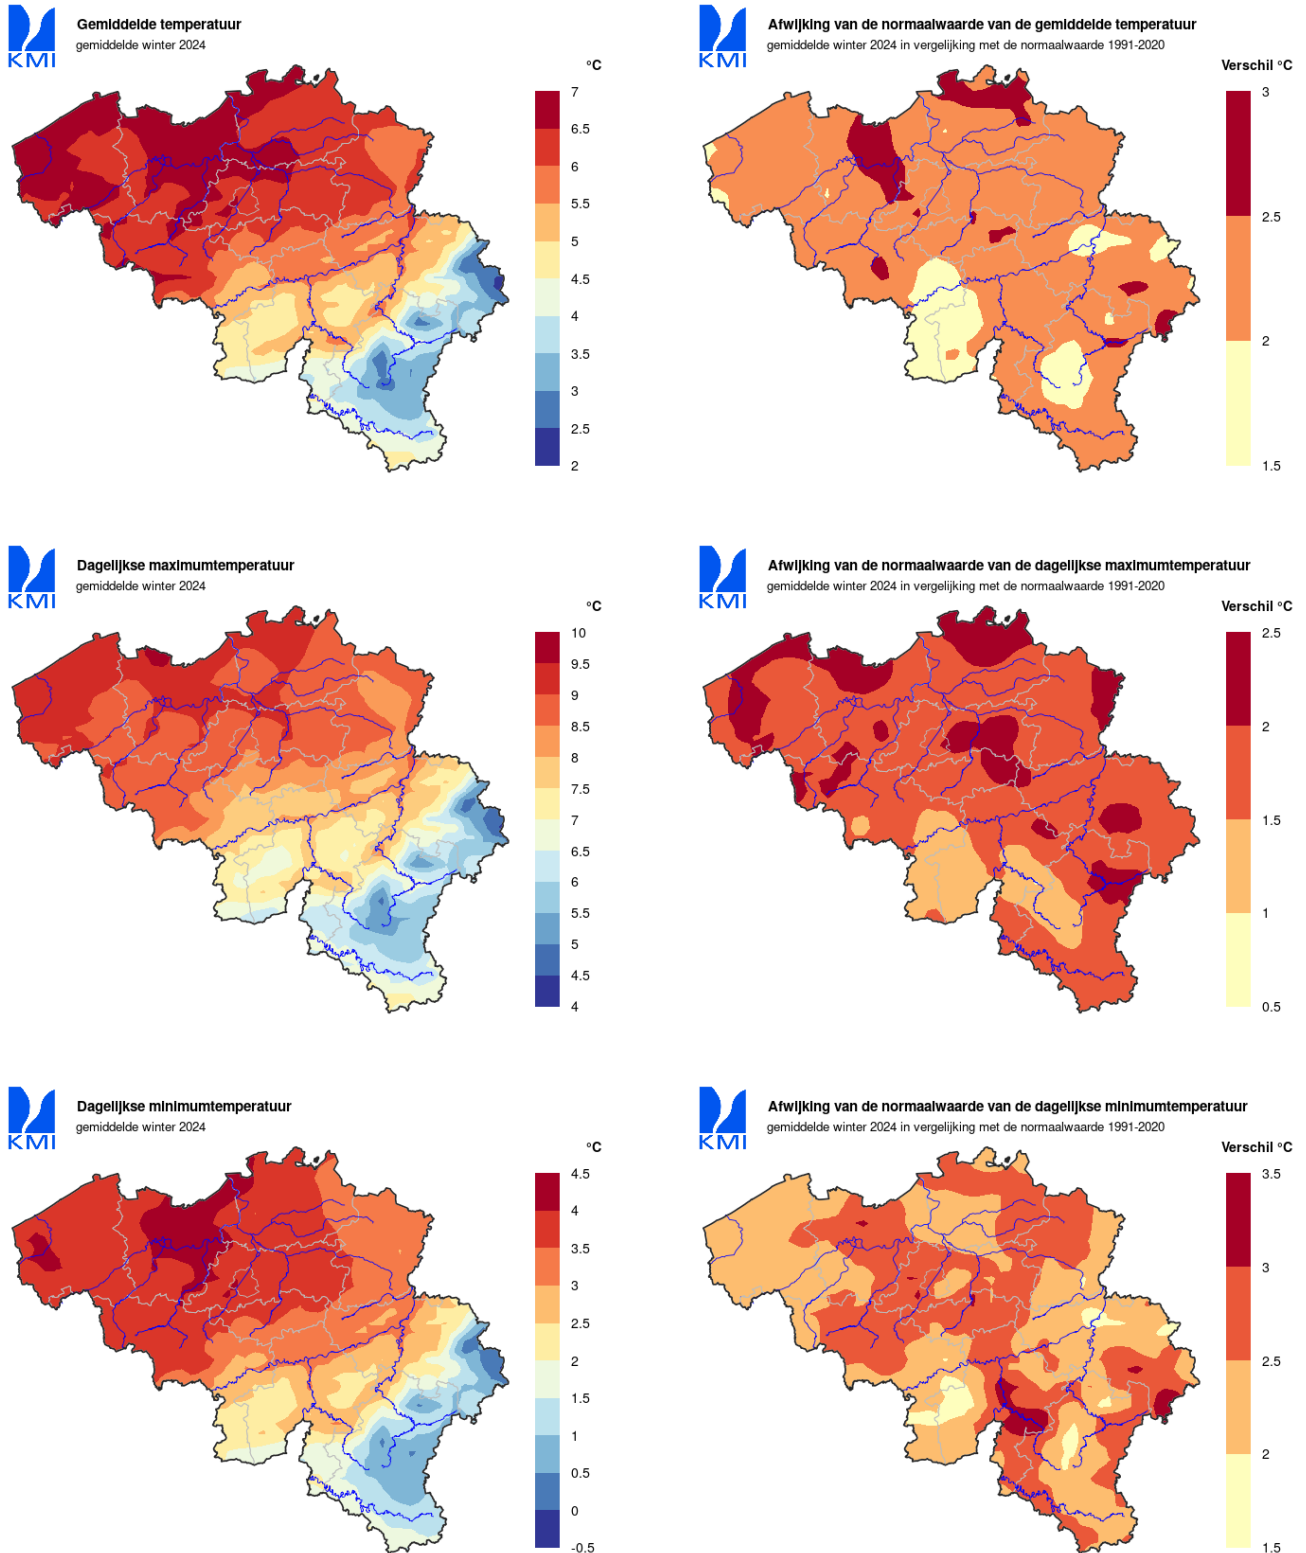 Gemiddelde temperatuur
gemiddelde winter 2024
KMI
°C
7
6.5
6
5.5
5
4.5
4
3.5
3
2.5
2
Afwijking van de normaalwaarde van de gemiddelde temperatuur
gemiddelde winter 2024 in vergelijking met de normaalwaarde 1991-2020
KMI
Verschil °C
3
2.5
2
1.5
Dagelijkse maximumtemperatuur
gemiddelde winter 2024
KMI
°C
10
9.5
9
8.5
8
7.5
7
6.5
6
5.5
5
4.5
4
Afwijking van de normaalwaarde van de dagelijkse maximumtemperatuur
gemiddelde winter 2024 in vergelijking met de normaalwaarde 1991-2020
KMI
Verschil °C
2.5
2
1.5
1
0.5
Dagelijkse minimumtemperatuur
gemiddelde winter 2024
KMI
°C
4.5
4
3.5
3
2.5
2
1.5
1
0.5
0
-0.5
Afwijking van de normaalwaarde van de dagelijkse minimumtemperatuur
gemiddelde winter 2024 in vergelijking met de normaalwaarde 1991-2020
KMI
Verschil °C
3.5
3
2.5
2
1.5